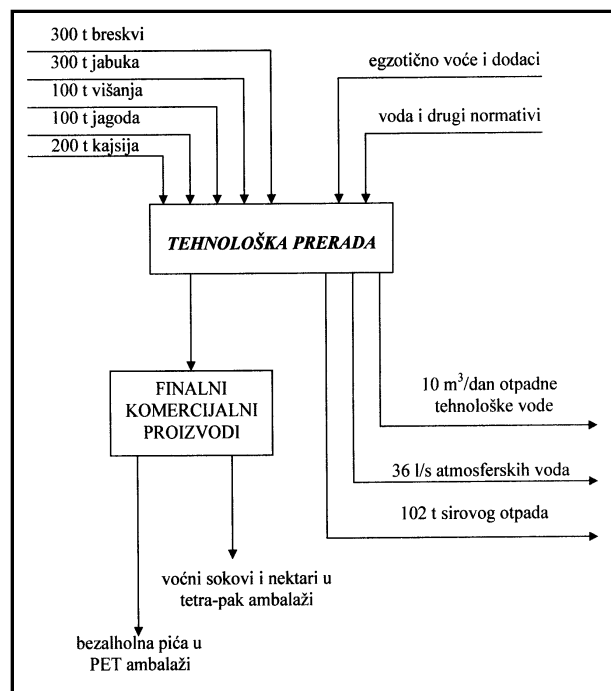 300 t breskvi
300 t jabuka
100 t višanja
100 t jagoda
200 t kajsija
egzotično voće i dodaci
voda i drugi normativi
TEHNOLOŠKA PRERADA
FINALNI
KOMERCIJALNI
PROIZVODI
10 m³/dan otpadne
tehnološke vode
36 l/s atmosferskih voda
102 t sirovog otpada
voćni sokovi i nektari u
tetra-pak ambalaži
bezalholna pića u
PET ambalaži